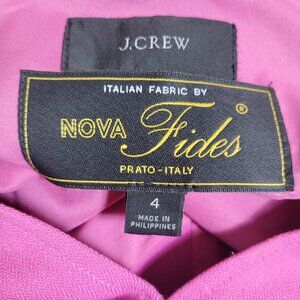 J.CREW
ITALIAN FABRIC BY
NOVA Fides®
PRATO-ITALY
4
MADE IN
PHILIPPINES